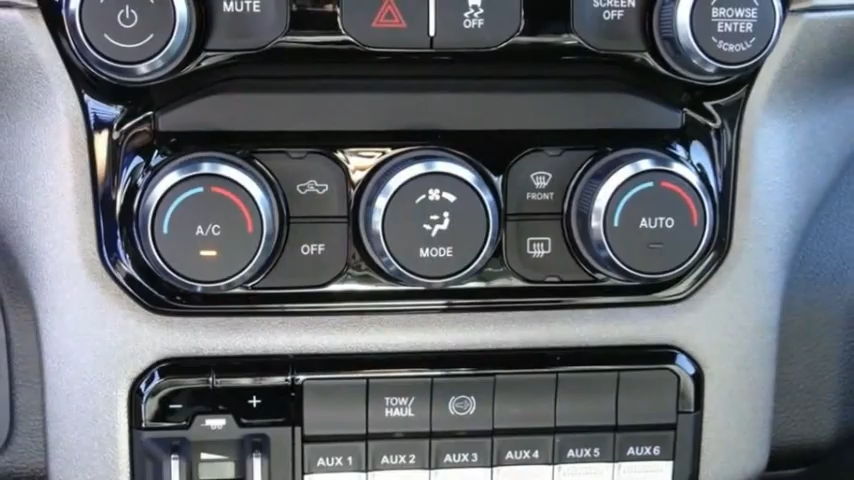 MUTE
OFF
SCREEN
OFF
BROWSE
ENTER
SCROLL
A/C
OFF
MODE
FRONT
AUTO
- +
TOW/
HAUL
AUX 1
AUX 2
AUX 3
AUX 4
AUX 5
AUX 6